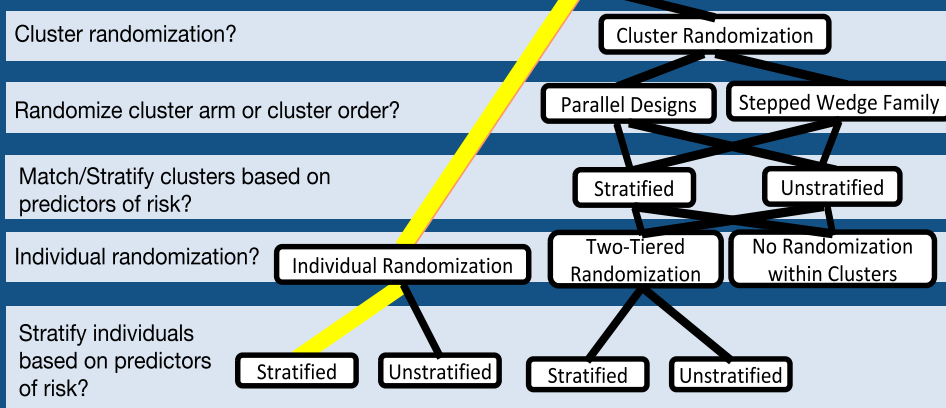 Cluster randomization?
Cluster Randomization
Randomize cluster arm or cluster order?
Parallel Designs
Stepped Wedge Family
Match/Stratify clusters based on
predictors of risk?
Stratified
Unstratified
Individual randomization?
Individual Randomization
Two-Tiered
Randomization
No Randomization
within Clusters
Stratify individuals
based on predictors
of risk?
Stratified
Unstratified
Stratified
Unstratified